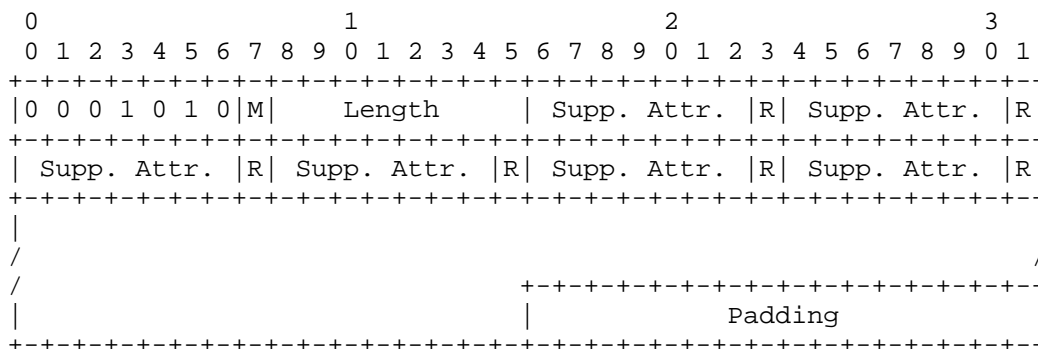 0                   1                   2                   3
 0 1 2 3 4 5 6 7 8 9 0 1 2 3 4 5 6 7 8 9 0 1 2 3 4 5 6 7 8 9 0 1
+-+-+-+-+-+-+-+-+-+-+-+-+-+-+-+-+-+-+-+-+-+-+-+-+-+-+-+-+-+-+-+--
|0 0 0 1 0 1 0|M|    Length     | Supp. Attr. |R| Supp. Attr. |R
+-+-+-+-+-+-+-+-+-+-+-+-+-+-+-+-+-+-+-+-+-+-+-+-+-+-+-+-+-+-+-+--
| Supp. Attr. |R| Supp. Attr. |R| Supp. Attr. |R| Supp. Attr. |R
+-+-+-+-+-+-+-+-+-+-+-+-+-+-+-+-+-+-+-+-+-+-+-+-+-+-+-+-+-+-+-+--
|
/                                                               /
/                               +-+-+-+-+-+-+-+-+-+-+-+-+-+-+-+--
|                               |            Padding
+-+-+-+-+-+-+-+-+-+-+-+-+-+-+-+-+-+-+-+-+-+-+-+-+-+-+-+-+-+-+-+--